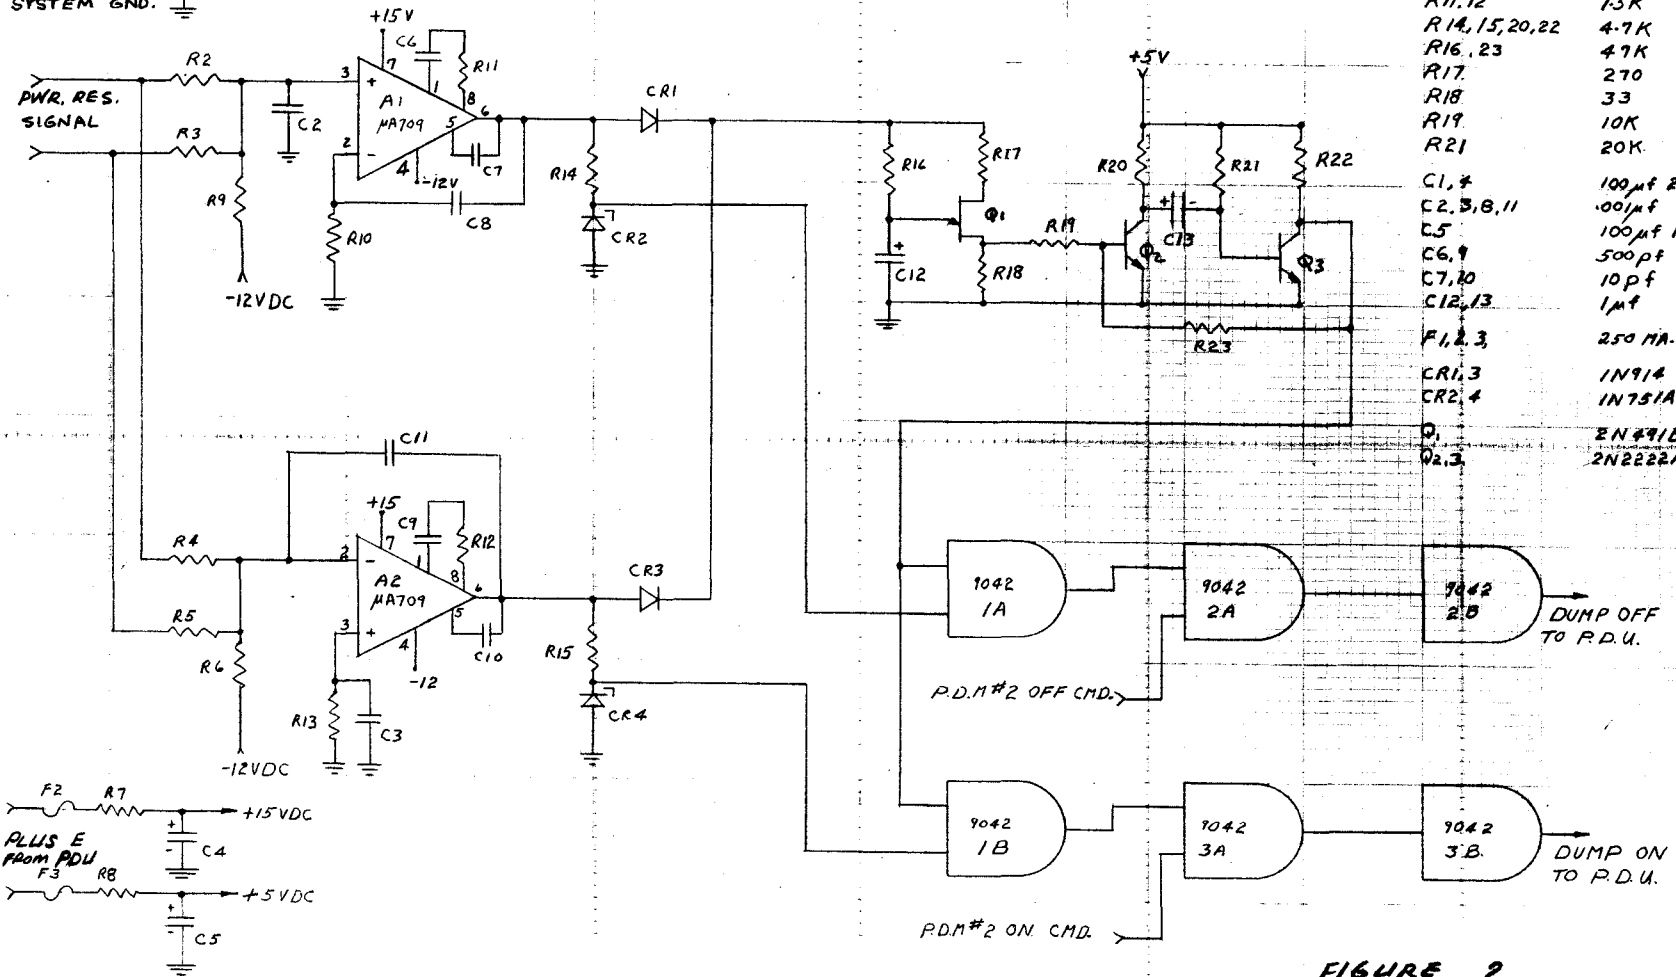 SYSTEM GND.
PWR. RES.
SIGNAL
R2
R3
R9
-12VDC
C2
+15V
3
+
7
A1
µA709
2
-
4
-12V
C6
1
R11
8
6
5
C7
C8
R10
CR1
R14
CR2
R16
R17
Q1
C12
R18
R19
+5V
R20
C13
Q2
R21
R22
Q3
R23
R11,12 1.5K
R14,15,20,22 4.7K
R16,23 47K
R17 270
R18 33
R19 10K
R21 20K
C1,4 100µf
C2,3,8,11 .001µf
C5 100µf
C6,9 500pf
C7,10 10pf
C12,13 1µf
F1,2,3, 250 MA.
CR1,3 1N914
CR2,4 1N751A
Q1
Q2,3 2N2222A
R4
R5
R6
-12VDC
C11
+15
2
-
7
A2
µA709
3
+
4
-12
C9
1
R12
8
6
5
C10
R13
C3
CR3
R15
CR4
9042
1A
9042
2A
9042
2B
DUMP OFF
TO P.D.U.
P.D.M #2 OFF CMD.
9042
1B
9042
3A
9042
3B.
DUMP ON
TO P.D.U.
P.D.M #2 ON CMD.
F2
R7
+15VDC
C4
PLUS E
FROM PDU
F3
R8
+5VDC
C5
FIGURE 2